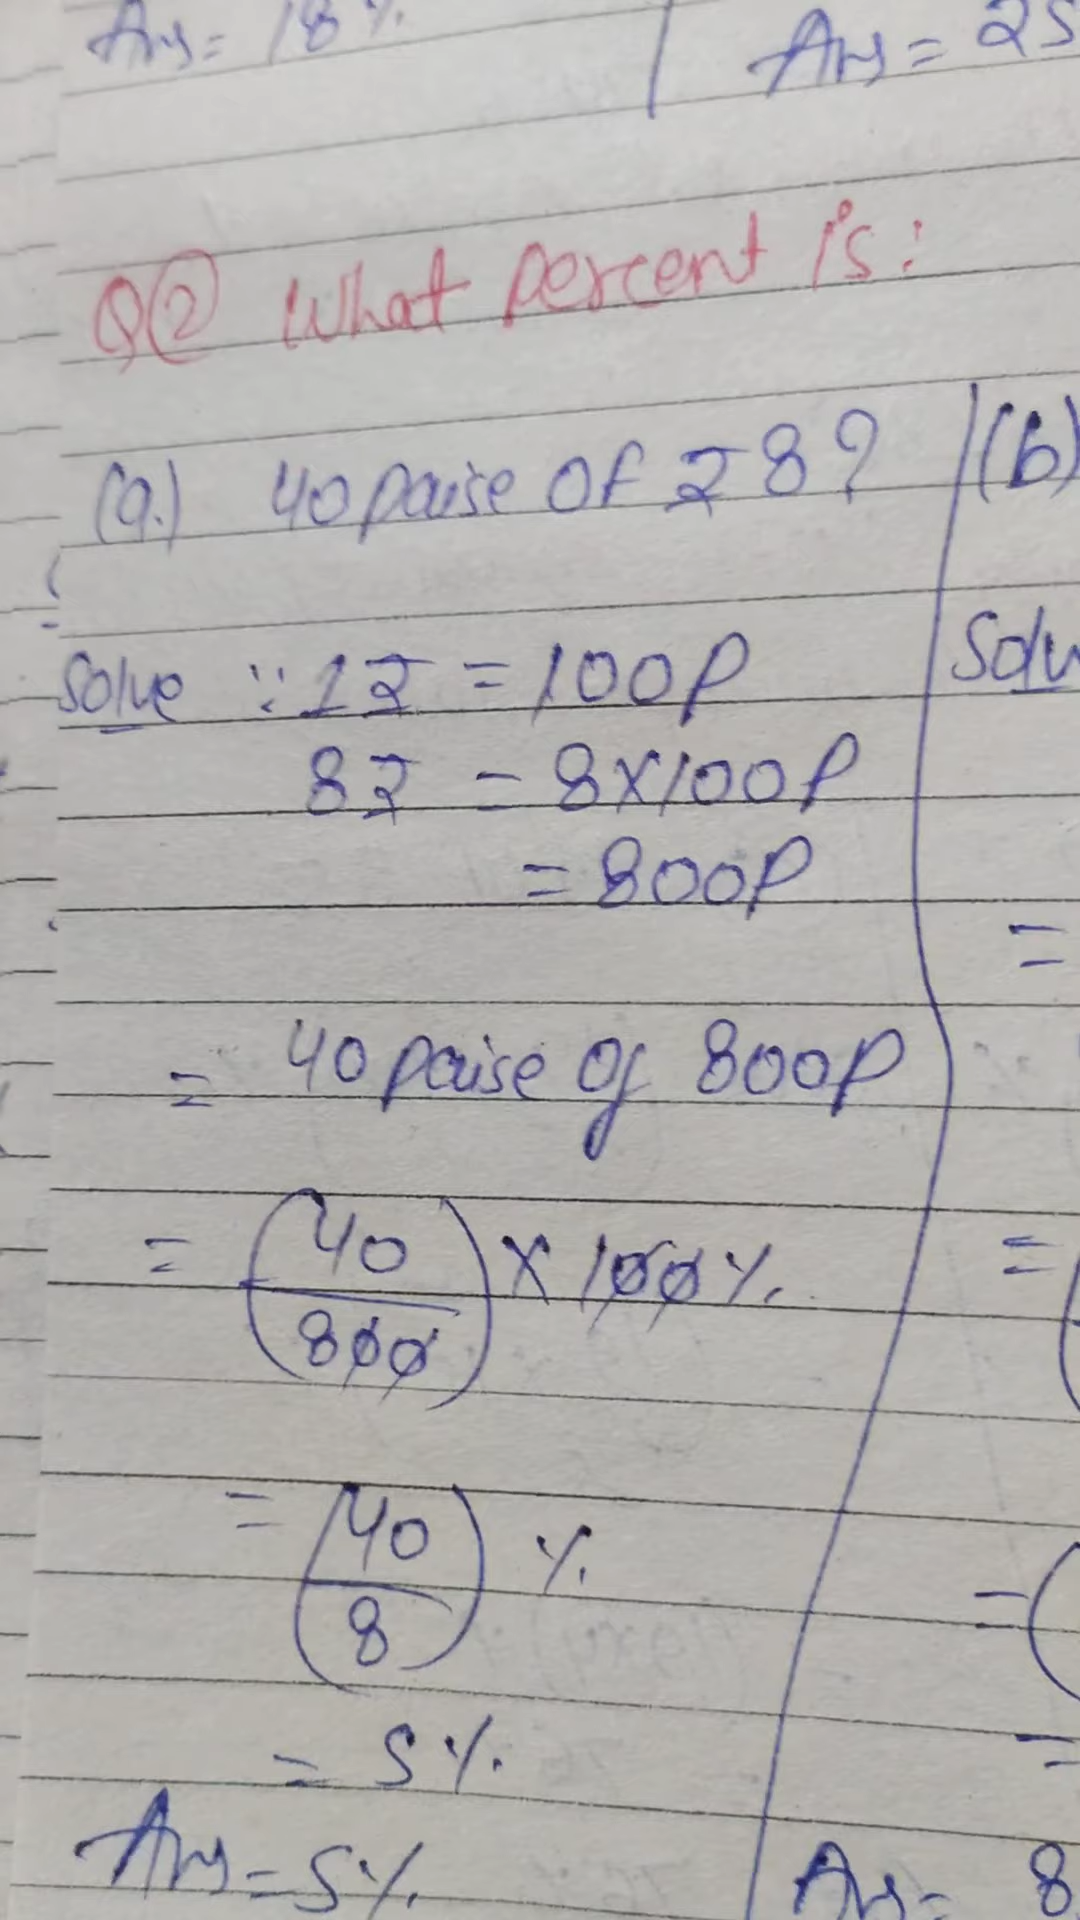 Ans = 18%
Ans = 25
Q② What percent is:
(a.) 40 paise of ₹ 8?
Solve ∵ 1₹ = 100P
8₹ = 8×100P
= 800P
= 40 paise of 800P
= (40/800) × 100%
= (40/8) %
= 5%
Ans = 5%
(b)
Solu
=
=
=
=
Ans = 8